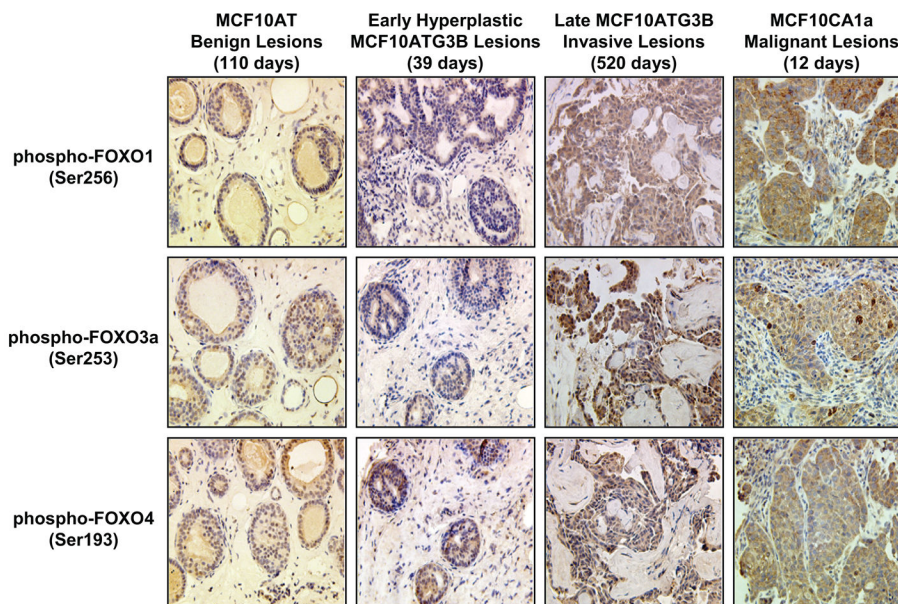 MCF10AT
Benign Lesions
(110 days)
Early Hyperplastic
MCF10ATG3B Lesions
(39 days)
Late MCF10ATG3B
Invasive Lesions
(520 days)
MCF10CA1a
Malignant Lesions
(12 days)
phospho-FOXO1
(Ser256)
phospho-FOXO3a
(Ser253)
phospho-FOXO4
(Ser193)